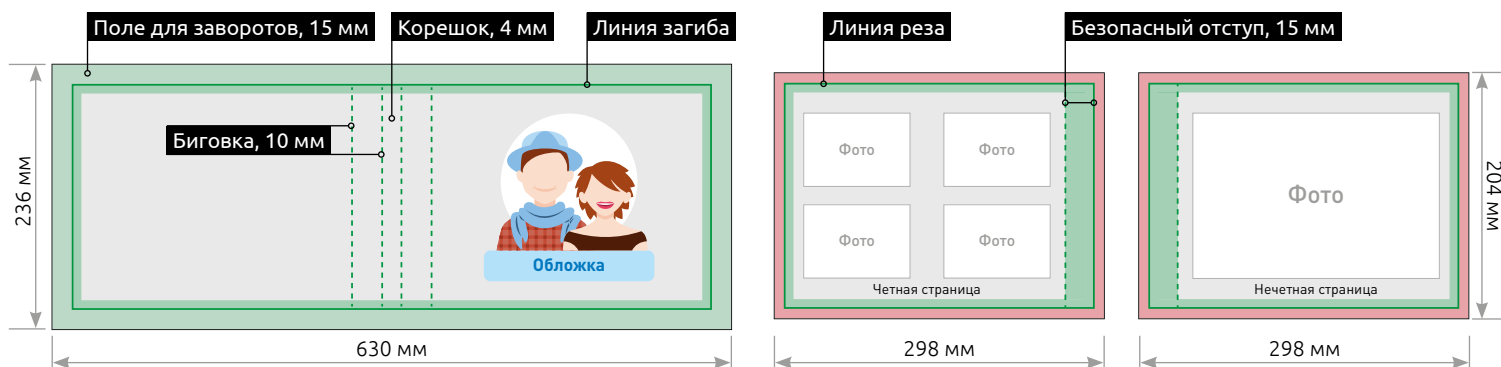 Поле для заворотов, 15 мм
Корешок, 4 мм
Линия загиба
Линия реза
Безопасный отступ, 15 мм
Биговка, 10 мм
236 мм
Обложка
630 мм
Фото
Фото
Фото
Фото
Четная страница
298 мм
Фото
Нечетная страница
204 мм
298 мм